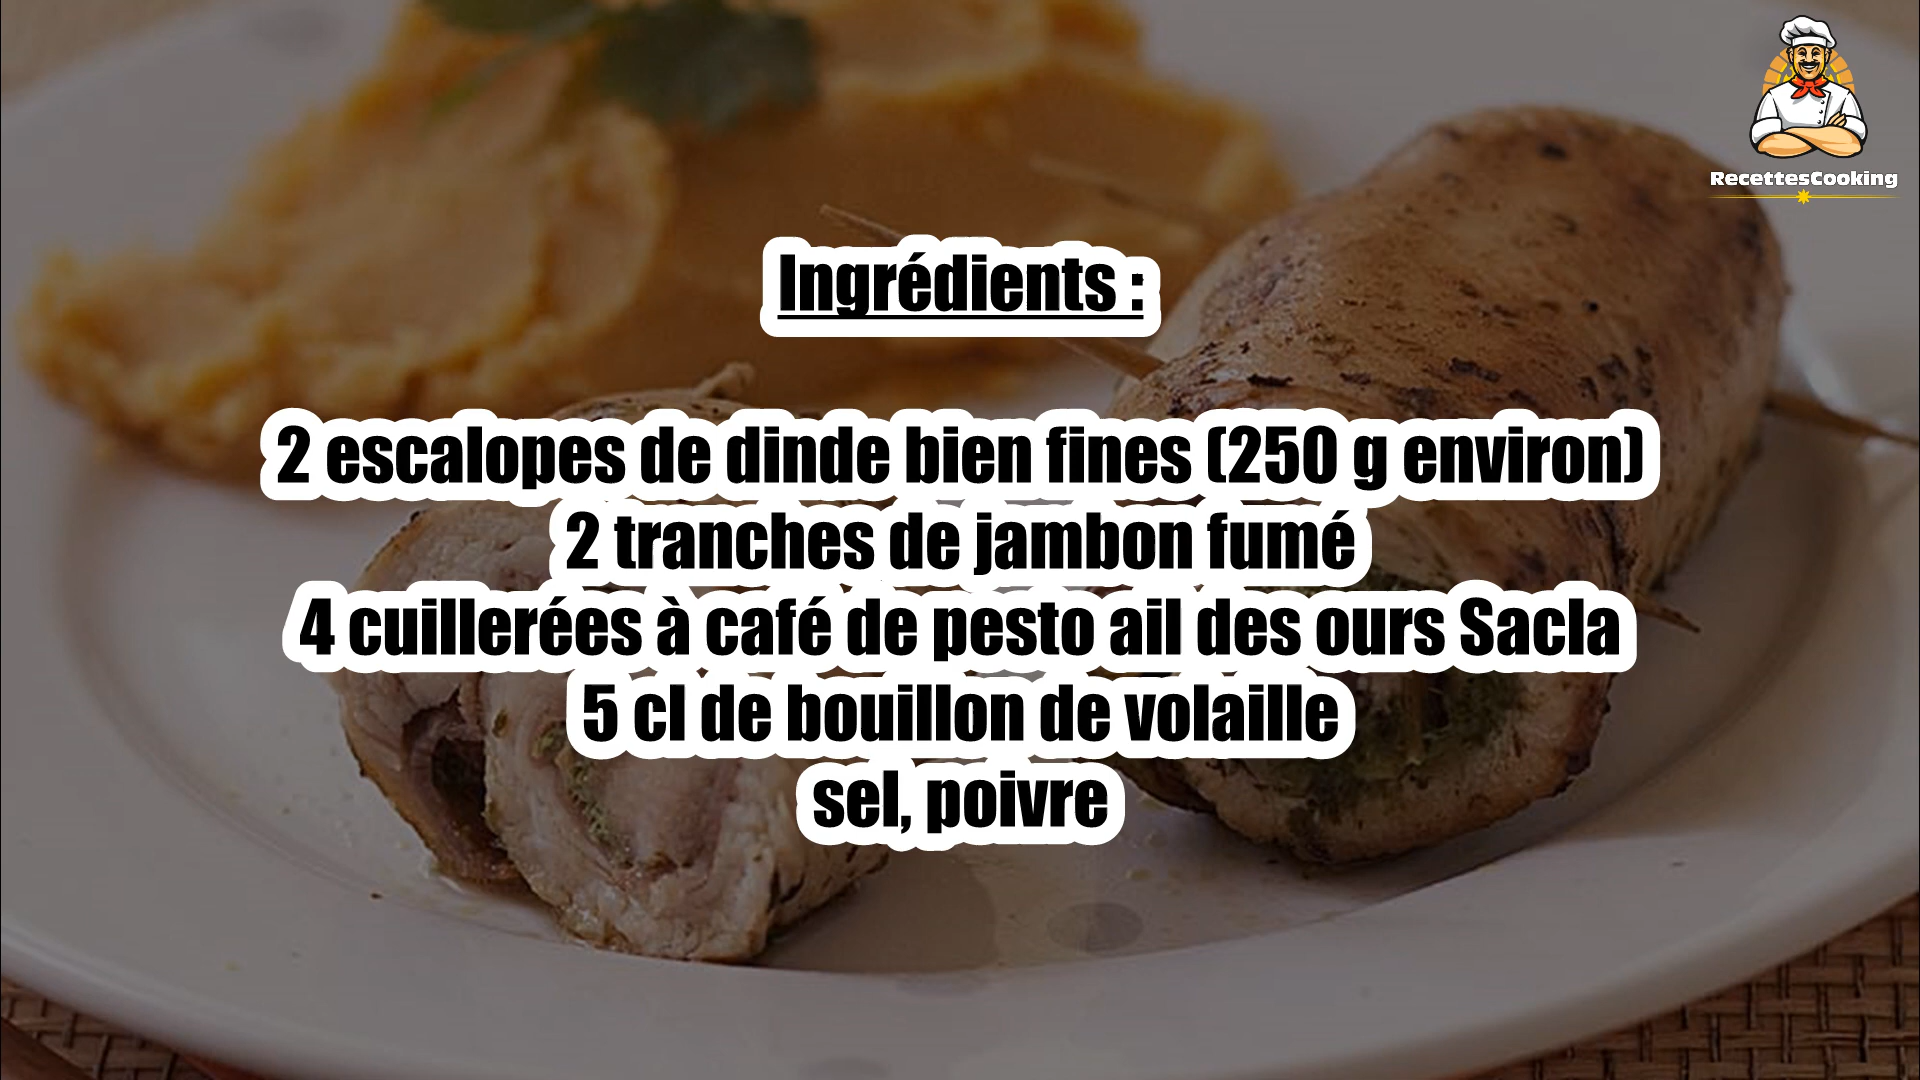 RecettesCooking
Ingrédients :
2 escalopes de dinde bien fines (250 g environ)
2 tranches de jambon fumé
4 cuillerées à café de pesto ail des ours Sacla
5 cl de bouillon de volaille
sel, poivre